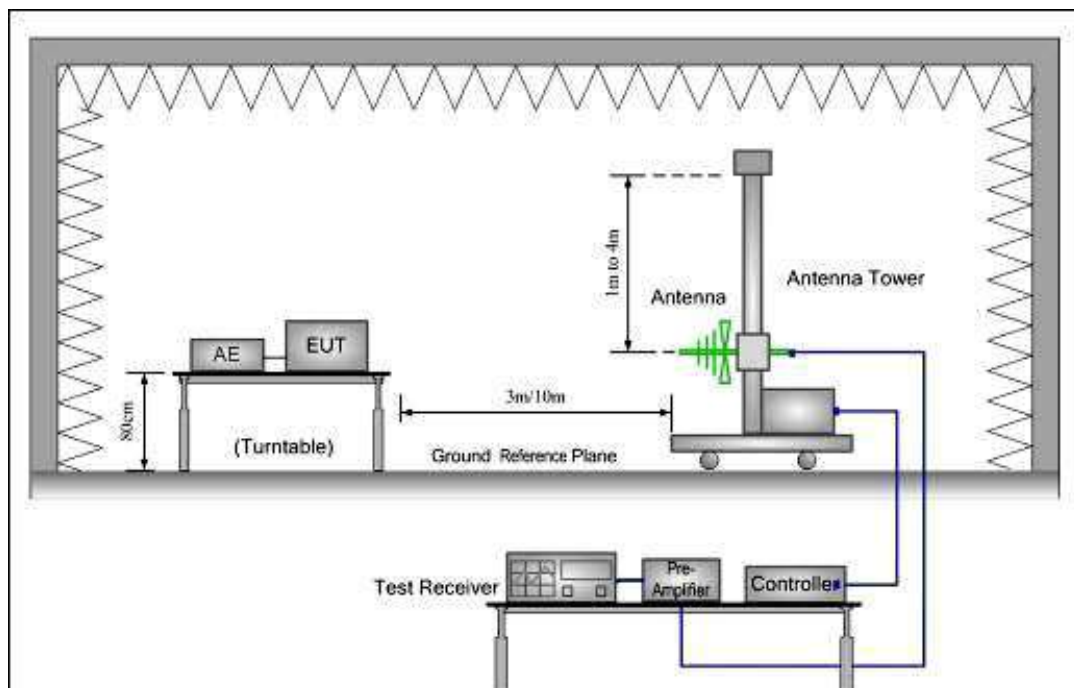 1m to 4m
Antenna Tower
Antenna
AE
EUT
80cm
3m/10m
(Turntable)
Ground Reference Plane
Test Receiver
Pre-
Amplifier
Controlle